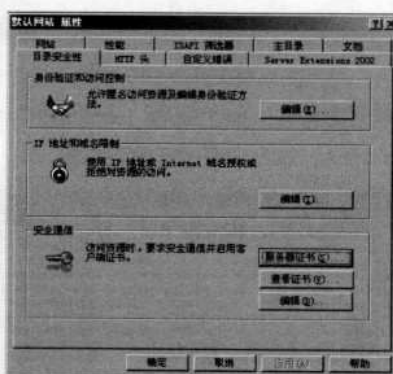 默认网站 属性
网站 性能 ISAPI 筛选器 主目录 文档
目录安全性 HTTP 头 自定义错误 Server Extensions 2002
身份验证和访问控制
允许匿名访问资源及编辑身份验证方
法。
编辑(E)...
IP 地址和域名限制
使用 IP 地址或 Internet 域名授权或
拒绝对资源的访问。
编辑(I)...
安全通信
访问资源时,要求安全通信并启用客
户端证书。
服务器证书(S)...
查看证书(V)...
编辑(D)...
确定 取消 应用(A) 帮助